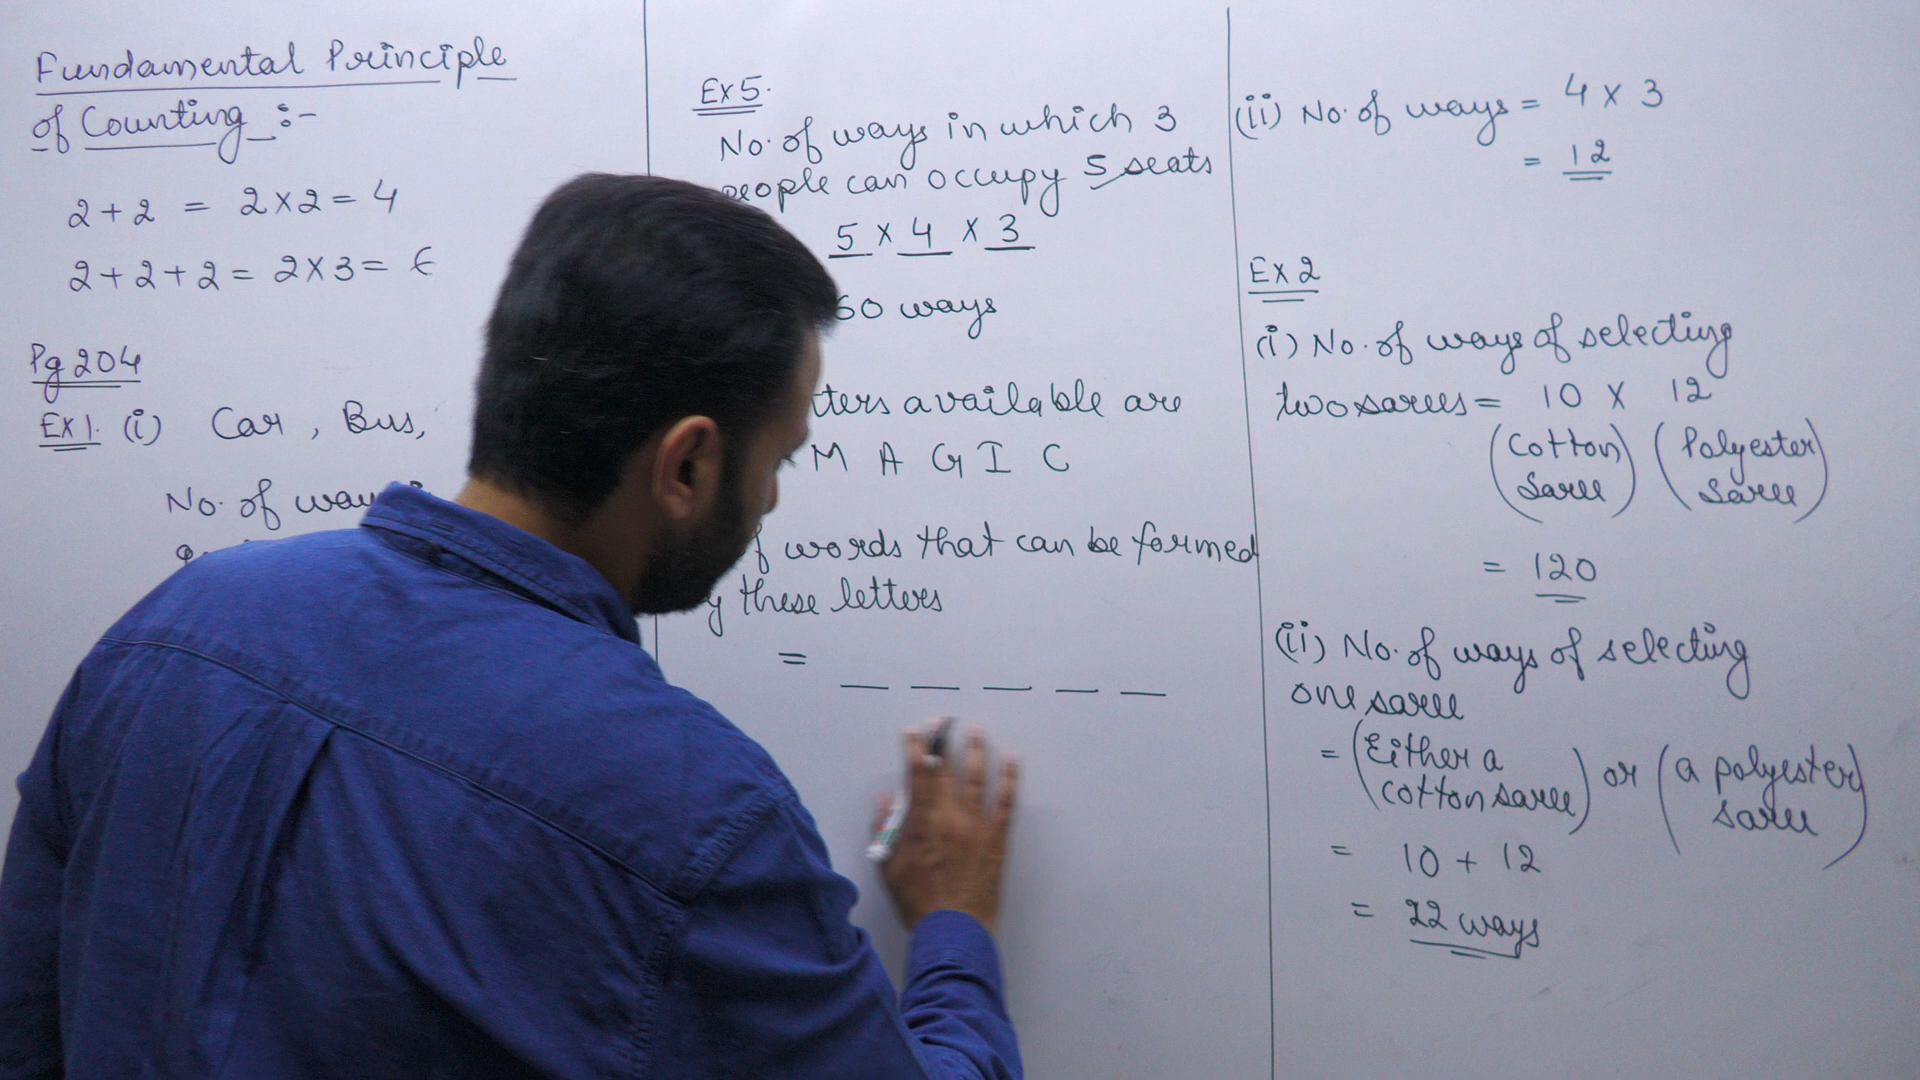 Fundamental Principle
of Counting :-
2+2 = 2×2 = 4
2+2+2 = 2×3 =
Pg 204
Ex 1. (i) Car, Bus,
No. of
Ex 5.
No. of ways in which 3
people can occupy 5 seats
5 × 4 × 3
60 ways
available are
M A G I C
words that can be formed
these letters
= _ _ _ _ _
(ii) No. of ways = 4 × 3
= 12
Ex 2
(i) No. of ways of selecting
two sarees = 10 × 12
(Cotton Saree) (Polyester Saree)
= 120
(ii) No. of ways of selecting
one saree
= (Either a cotton saree) or (a polyester saree)
= 10 + 12
= 22 ways